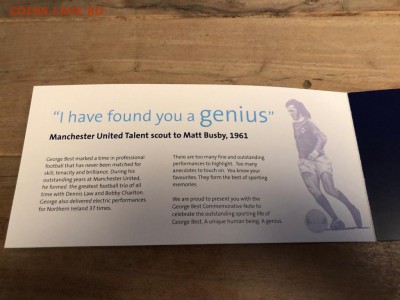 "I have found you a genius"
Manchester United Talent scout to Matt Busby, 1961
George Best marked a time in professional
football that has never been matched for
skill, tenacity and brilliance. During his
outstanding years at Manchester United,
he formed the greatest football trio of all
time with Dennis Law and Bobby Charlton.
George also delivered electric performances
for Northern Ireland 37 times.
There are too many fine and outstanding
performances to highlight. Too many
anecdotes to touch on. You know your
favourites. They form the best of sporting
memories.
We are proud to present you with the
George Best Commemorative Note to
celebrate the outstanding sporting life of
George Best. A unique human being. A genius.